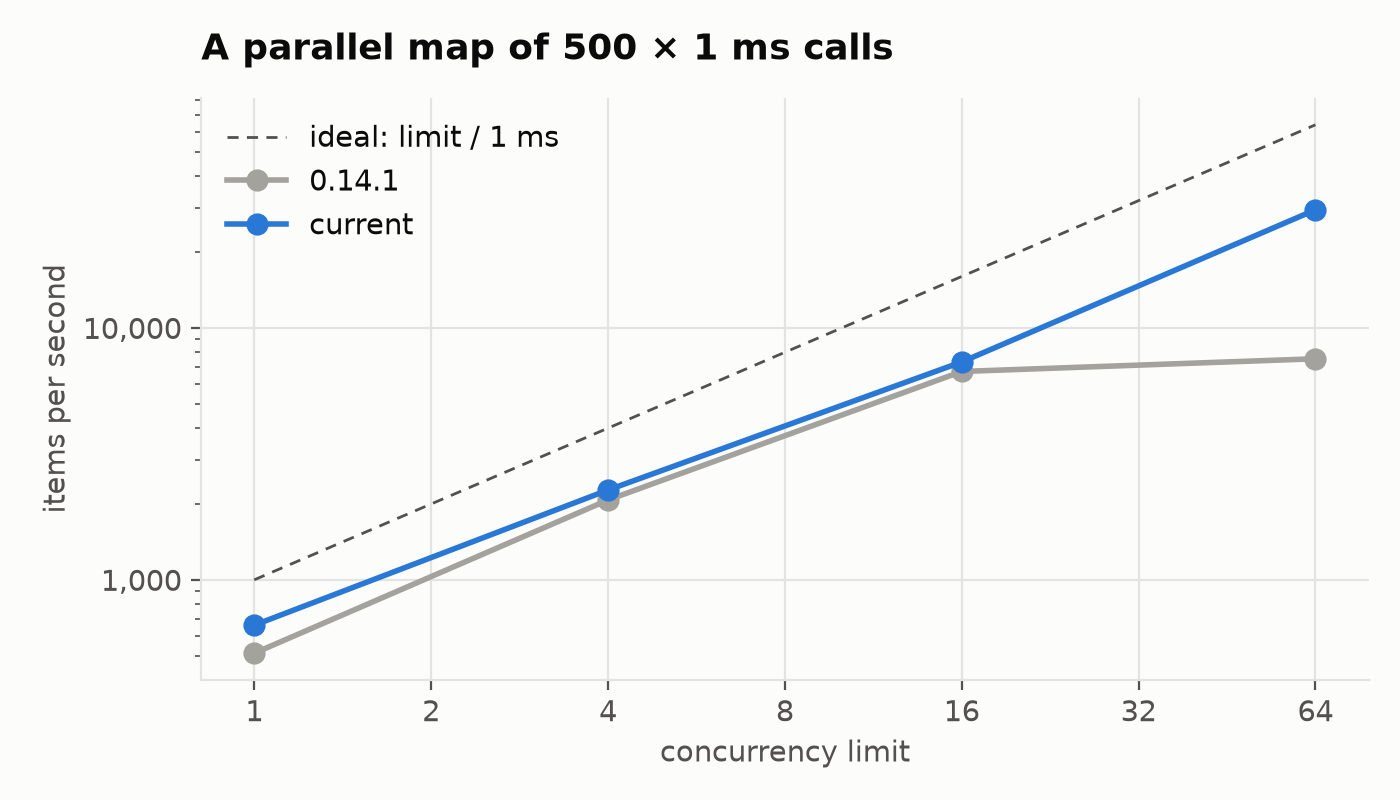 A parallel map of 500 × 1 ms calls
ideal: limit / 1 ms
0.14.1
current
items per second
10,000
1,000
1 2 4 8 16 32 64
concurrency limit